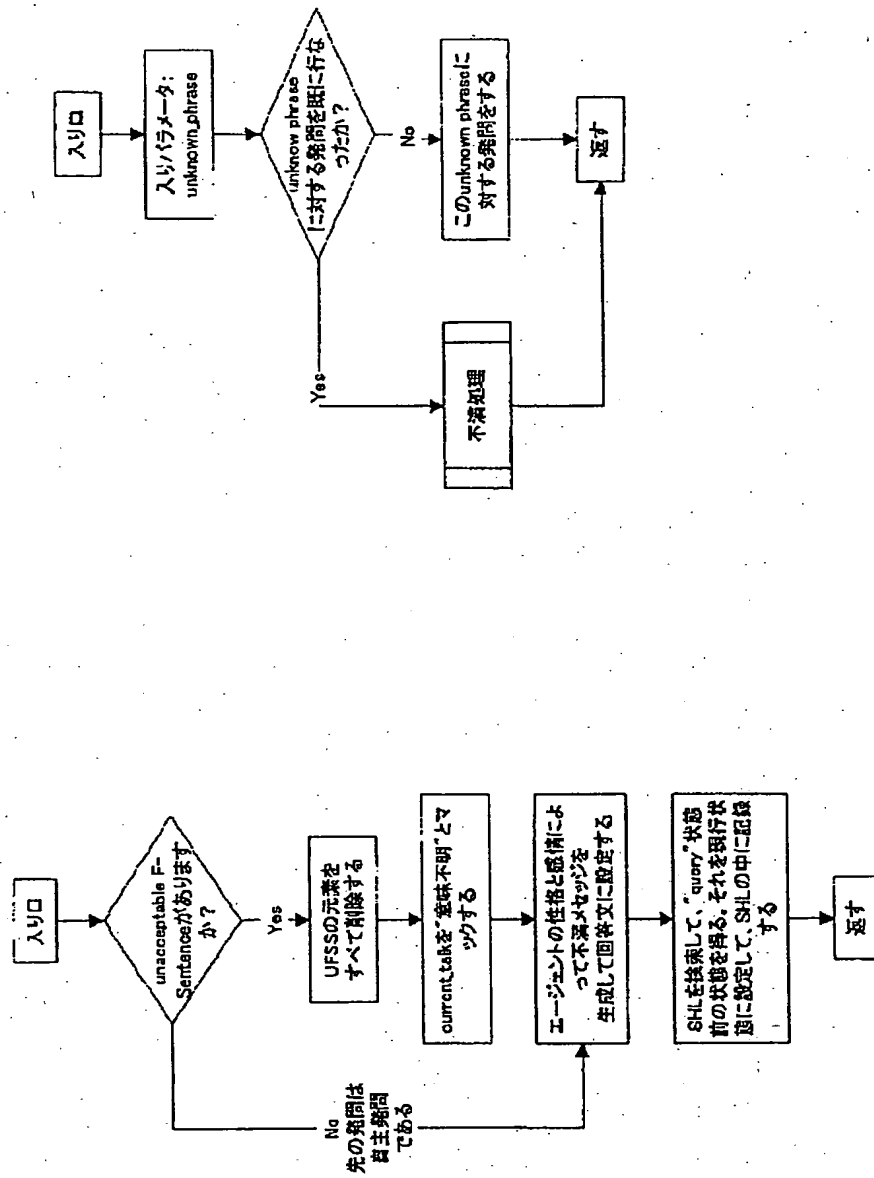 入り口
unacceptable F-
Sentenceがあります
か？
Yes
UFSSの元素を
すべて削除する
current_talkを“意味不明”とマ
ックする
エージェントの性格と感情によ
って不満メセッジを
生成して回答文に設定する
SHLを検索して、“query”状態
前の状態を得る。それを現行状
態に設定して、SHLの中に記録
する
返す
No
先の発問は
自主発問
である
入り口
入りパラメータ：
unknown_phrase
unknow phrase
に対する発問を既に行な
ったか？
No
このunknown phraseに
対する発問をする
返す
Yes
不満処理